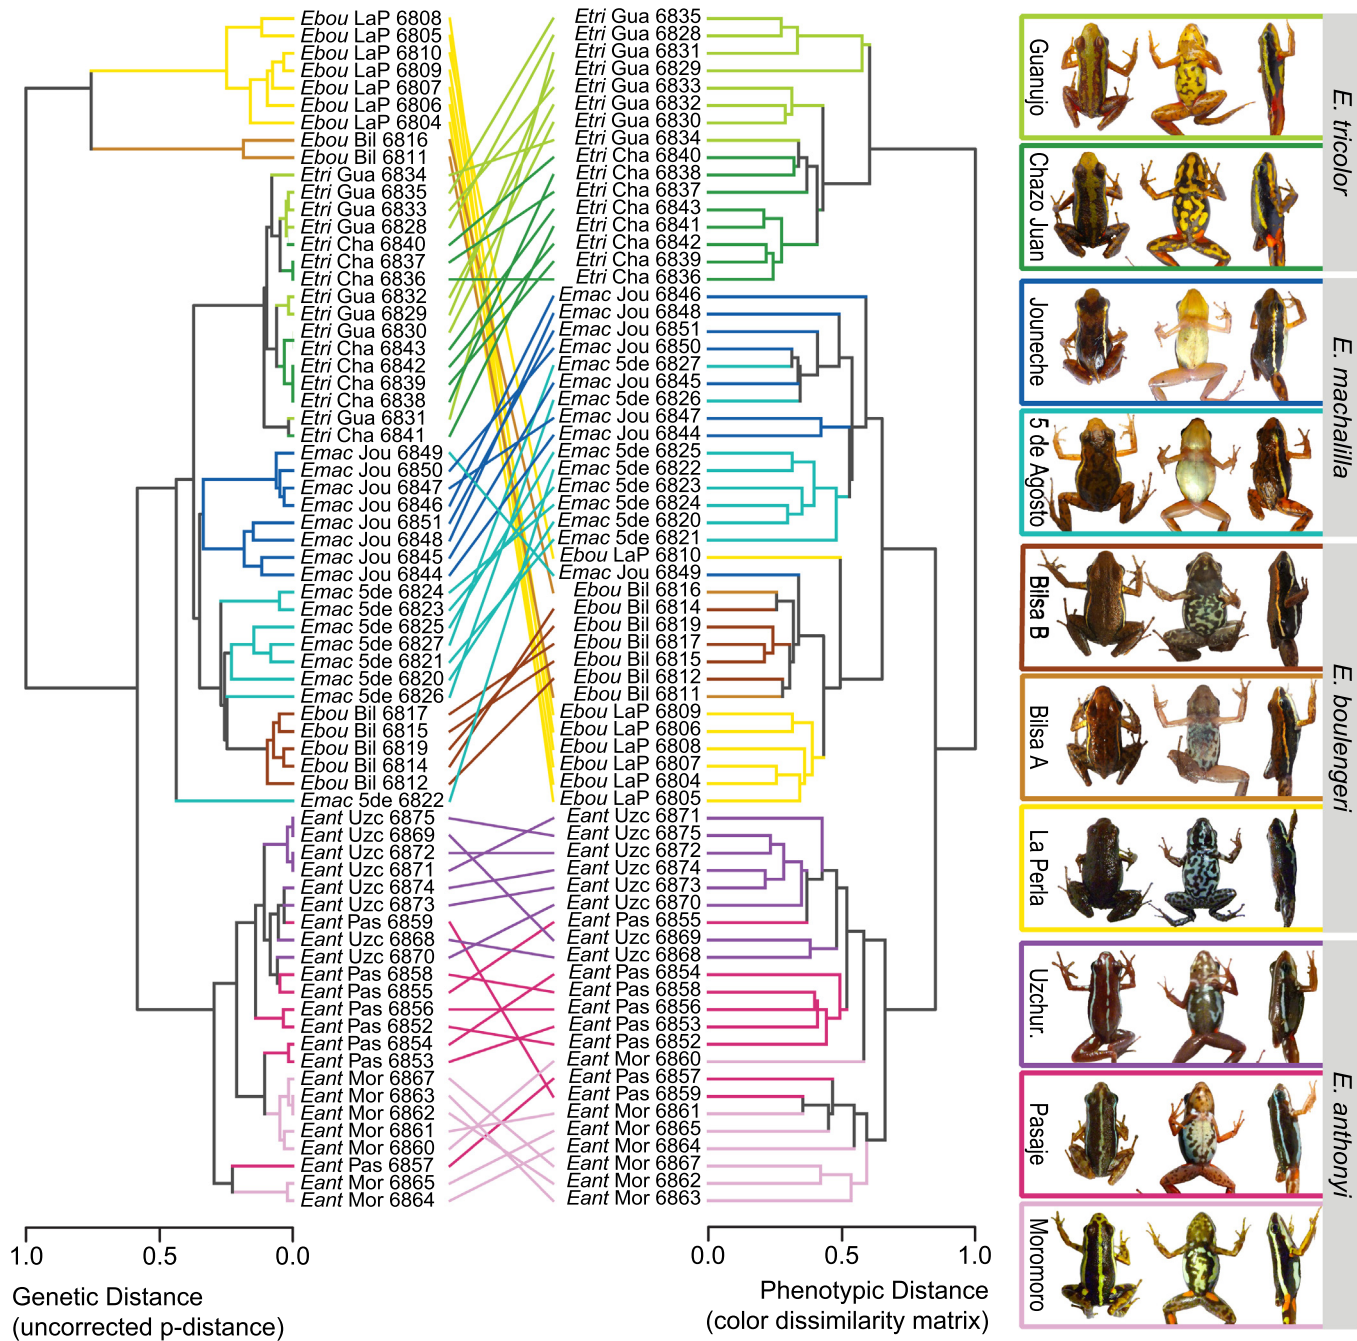 Ebou LaP 6808
Ebou LaP 6805
Ebou LaP 6810
Ebou LaP 6809
Ebou LaP 6807
Ebou LaP 6806
Ebou LaP 6804
Ebou Bil 6816
Ebou Bil 6811
Etri Gua 6834
Etri Gua 6835
Etri Gua 6833
Etri Gua 6828
Etri Cha 6840
Etri Cha 6837
Etri Cha 6836
Etri Gua 6832
Etri Gua 6829
Etri Gua 6830
Etri Cha 6843
Etri Cha 6842
Etri Cha 6839
Etri Cha 6838
Etri Gua 6831
Etri Cha 6841
Emac Jou 6849
Emac Jou 6850
Emac Jou 6847
Emac Jou 6846
Emac Jou 6851
Emac Jou 6848
Emac Jou 6845
Emac Jou 6844
Emac 5de 6824
Emac 5de 6823
Emac 5de 6825
Emac 5de 6827
Emac 5de 6821
Emac 5de 6820
Emac 5de 6826
Ebou Bil 6817
Ebou Bil 6815
Ebou Bil 6819
Ebou Bil 6814
Ebou Bil 6812
Emac 5de 6822
Eant Uzc 6875
Eant Uzc 6869
Eant Uzc 6872
Eant Uzc 6871
Eant Uzc 6874
Eant Uzc 6873
Eant Pas 6859
Eant Uzc 6868
Eant Uzc 6870
Eant Pas 6858
Eant Pas 6855
Eant Pas 6856
Eant Pas 6852
Eant Pas 6854
Eant Pas 6853
Eant Mor 6867
Eant Mor 6863
Eant Mor 6862
Eant Mor 6861
Eant Mor 6860
Eant Pas 6857
Eant Mor 6865
Eant Mor 6864
1.0 0.5 0.0
Genetic Distance
(uncorrected p-distance)
Etri Gua 6835
Etri Gua 6828
Etri Gua 6831
Etri Gua 6829
Etri Gua 6833
Etri Gua 6832
Etri Gua 6830
Etri Gua 6834
Etri Cha 6840
Etri Cha 6838
Etri Cha 6837
Etri Cha 6843
Etri Cha 6841
Etri Cha 6842
Etri Cha 6839
Etri Cha 6836
Emac Jou 6846
Emac Jou 6848
Emac Jou 6851
Emac Jou 6850
Emac 5de 6827
Emac Jou 6845
Emac 5de 6826
Emac Jou 6847
Emac Jou 6844
Emac 5de 6825
Emac 5de 6822
Emac 5de 6823
Emac 5de 6824
Emac 5de 6820
Emac 5de 6821
Ebou LaP 6810
Emac Jou 6849
Ebou Bil 6816
Ebou Bil 6814
Ebou Bil 6819
Ebou Bil 6817
Ebou Bil 6815
Ebou Bil 6812
Ebou Bil 6811
Ebou LaP 6809
Ebou LaP 6806
Ebou LaP 6808
Ebou LaP 6807
Ebou LaP 6804
Ebou LaP 6805
Eant Uzc 6871
Eant Uzc 6875
Eant Uzc 6872
Eant Uzc 6874
Eant Uzc 6873
Eant Uzc 6870
Eant Pas 6855
Eant Uzc 6869
Eant Uzc 6868
Eant Pas 6854
Eant Pas 6858
Eant Pas 6856
Eant Pas 6853
Eant Pas 6852
Eant Mor 6860
Eant Pas 6857
Eant Pas 6859
Eant Mor 6861
Eant Mor 6865
Eant Mor 6864
Eant Mor 6867
Eant Mor 6862
Eant Mor 6863
0.0 0.5 1.0
Phenotypic Distance
(color dissimilarity matrix)
Guanujo
Chazo Juan
E. tricolor
Joumeche
5 de Agosto
E. machalilla
Bilsa B
Bilsa A
La Perla
E. boulengeri
Uzchur.
Pasaje
Moromoro
E. anthonyi